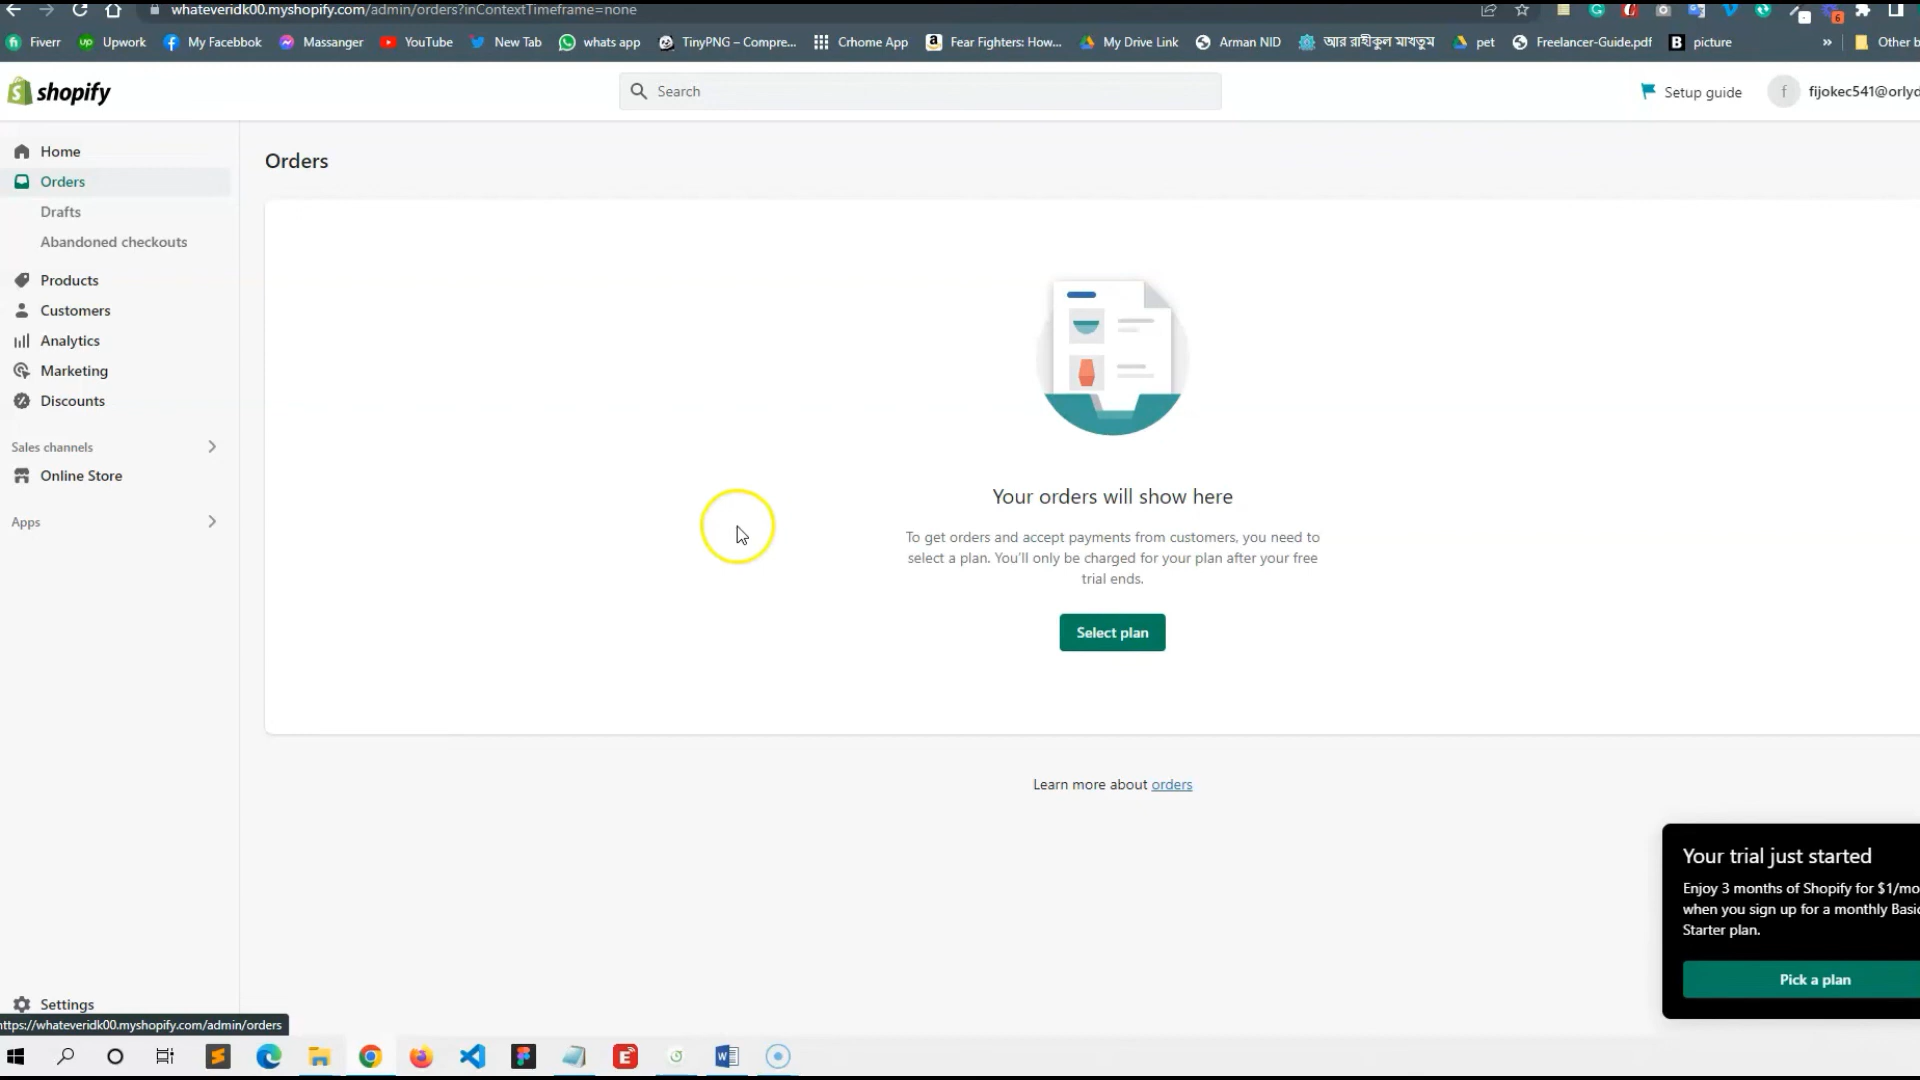 whateveridk00.myshopify.com/admin/orders?inContextTimeframe=none
6
Fiverr Upwork My Facebbok Massanger YouTube New Tab whats app TinyPNG – Compre... Crhome App Fear Fighters: How... My Drive Link Arman NID আর রাহীকুল মাখতুম pet Freelancer-Guide.pdf picture » Other b
shopify Search Setup guide f fijokec541@orlyd
Home
Orders
Drafts
Abandoned checkouts
Products
Customers
Analytics
Marketing
Discounts
Sales channels
Online Store
Apps
Settings
https://whateveridk00.myshopify.com/admin/orders
Orders
Your orders will show here
To get orders and accept payments from customers, you need to
select a plan. You'll only be charged for your plan after your free
trial ends.
Select plan
Learn more about orders
Your trial just started
Enjoy 3 months of Shopify for $1/mo
when you sign up for a monthly Basic
Starter plan.
Pick a plan